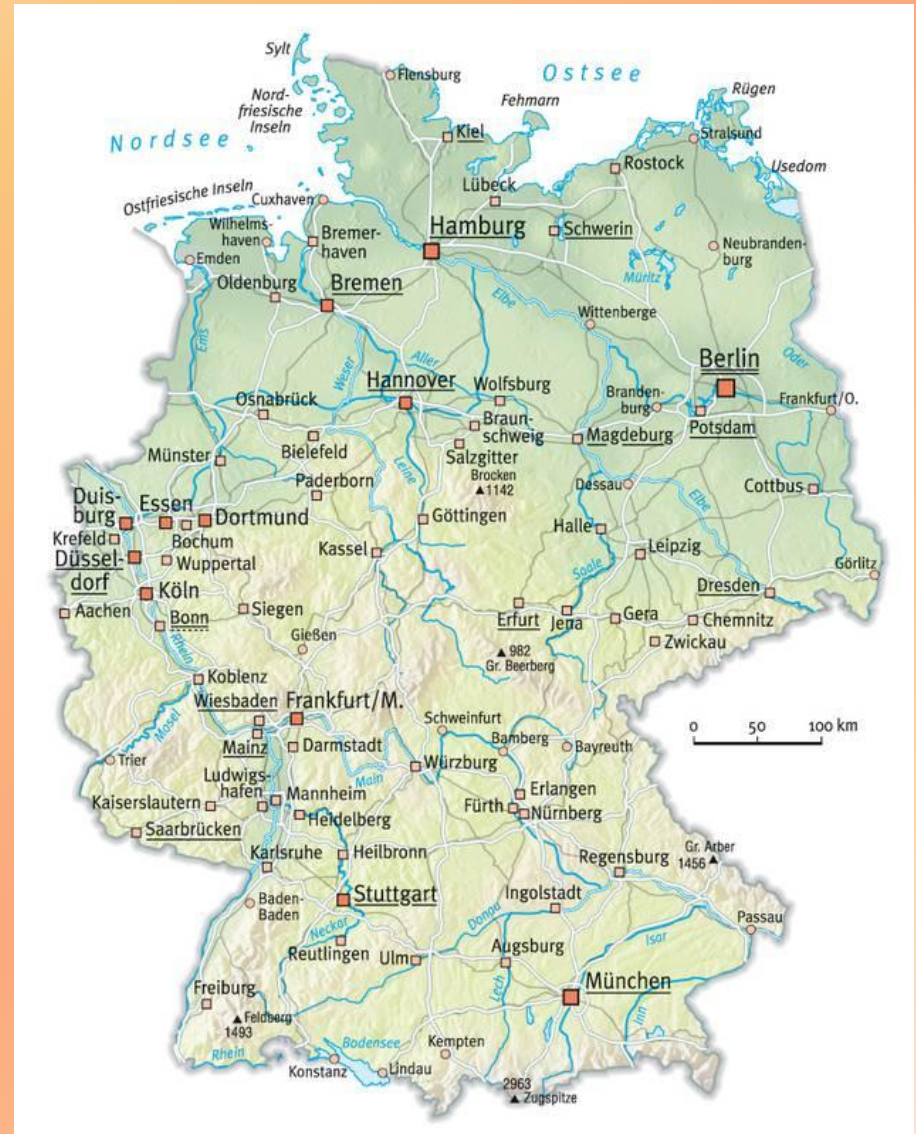 Sylt
Flensburg
Ostsee
Nord-
friesische
Inseln
Fehmarn
Rügen
Nordsee
Kiel
Stralsund
Rostock
Usedom
Lübeck
Ostfriesische Inseln
Cuxhaven
Hamburg
Schwerin
Wilhelms-
haven
Bremer-
haven
Neubranden-
burg
Emden
Müritz
Oldenburg
Bremen
Elbe
Wittenberge
Ems
Weser
Aller
Berlin
Oder
Hannover
Wolfsburg
Branden-
burg
Frankfurt/O.
Osnabrück
Braun-
schweig
Potsdam
Bielefeld
Magdeburg
Münster
Salzgitter
Leine
Brocken
1142
Paderborn
Dessau
Elbe
Cottbus
Duis-
burg
Essen
Dortmund
Göttingen
Halle
Krefeld
Bochum
Kassel
Leipzig
Düssel-
dorf
Wuppertal
Saale
Görlitz
Köln
Dresden
Aachen
Siegen
Bonn
Erfurt
Jena
Gera
Chemnitz
Gießen
Zwickau
Rhein
982
Gr. Beerberg
Koblenz
Wiesbaden
Frankfurt/M.
Mosel
Schweinfurt
0 50 100 km
Mainz
Darmstadt
Bamberg
Bayreuth
Trier
Main
Würzburg
Ludwigs-
hafen
Mannheim
Erlangen
Kaiserslautern
Fürth
Nürnberg
Heidelberg
Saarbrücken
Karlsruhe
Heilbronn
Gr. Arber
1456
Regensburg
Stuttgart
Ingolstadt
Baden-
Baden
Donau
Passau
Neckar
Reutlingen
Ulm
Augsburg
Isar
Freiburg
Lech
München
Feldberg
1493
Inn
Bodensee
Kempten
Rhein
Konstanz
Lindau
2963
Zugspitze